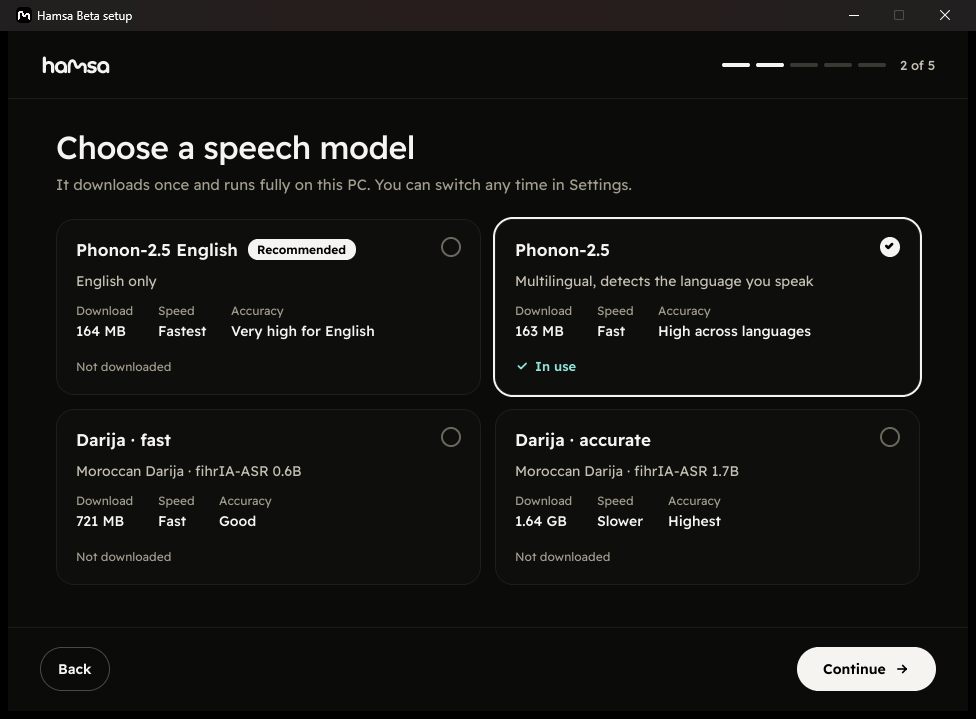 Hamsa Beta setup
hamsa
2 of 5
Choose a speech model
It downloads once and runs fully on this PC. You can switch any time in Settings.
Phonon-2.5 English Recommended
English only
Download Speed Accuracy
164 MB Fastest Very high for English
Not downloaded
Phonon-2.5
Multilingual, detects the language you speak
Download Speed Accuracy
163 MB Fast High across languages
In use
Darija · fast
Moroccan Darija · fihrIA-ASR 0.6B
Download Speed Accuracy
721 MB Fast Good
Not downloaded
Darija · accurate
Moroccan Darija · fihrIA-ASR 1.7B
Download Speed Accuracy
1.64 GB Slower Highest
Not downloaded
Back
Continue →